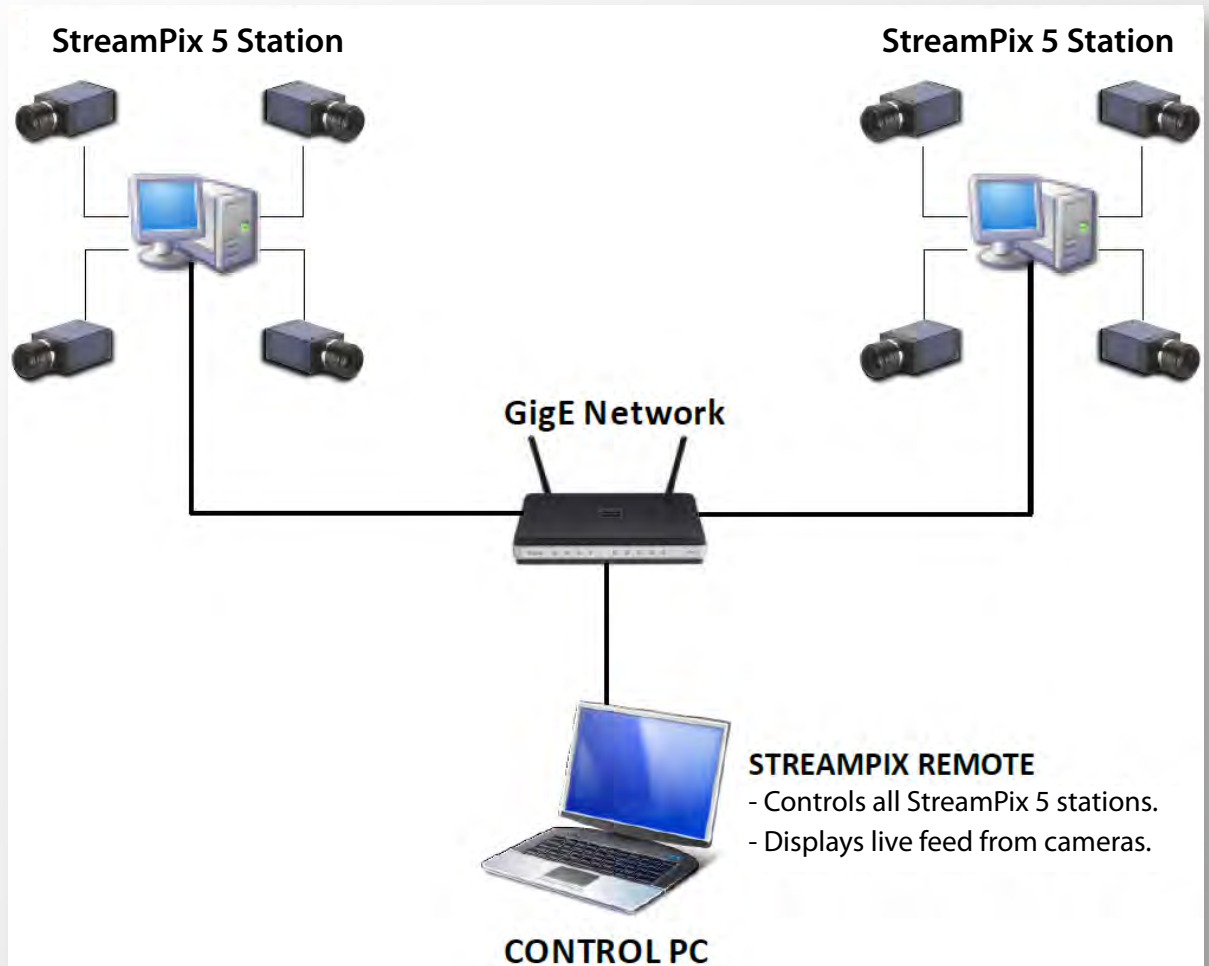 StreamPix 5 Station
StreamPix 5 Station
GigE Network
STREAMPIX REMOTE
- Controls all StreamPix 5 stations.
- Displays live feed from cameras.
CONTROL PC